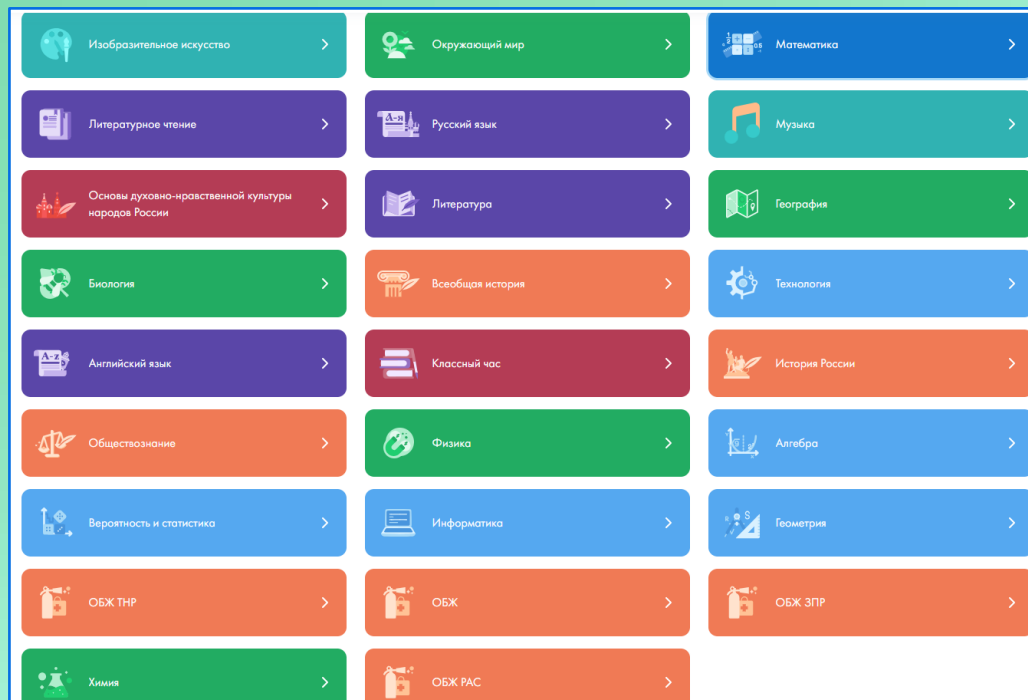 Изобразительное искусство
Окружающий мир
Математика
Литературное чтение
А-Я
Русский язык
Музыка
Основы духовно-нравственной культуры
народов России
Литература
География
Биология
Всеобщая история
Технология
A-Z
Английский язык
Классный час
История России
Обществознание
Физика
Алгебра
Вероятность и статистика
Информатика
S
Геометрия
ОБЖ ТНР
ОБЖ
ОБЖ ЗПР
Химия
ОБЖ РАС